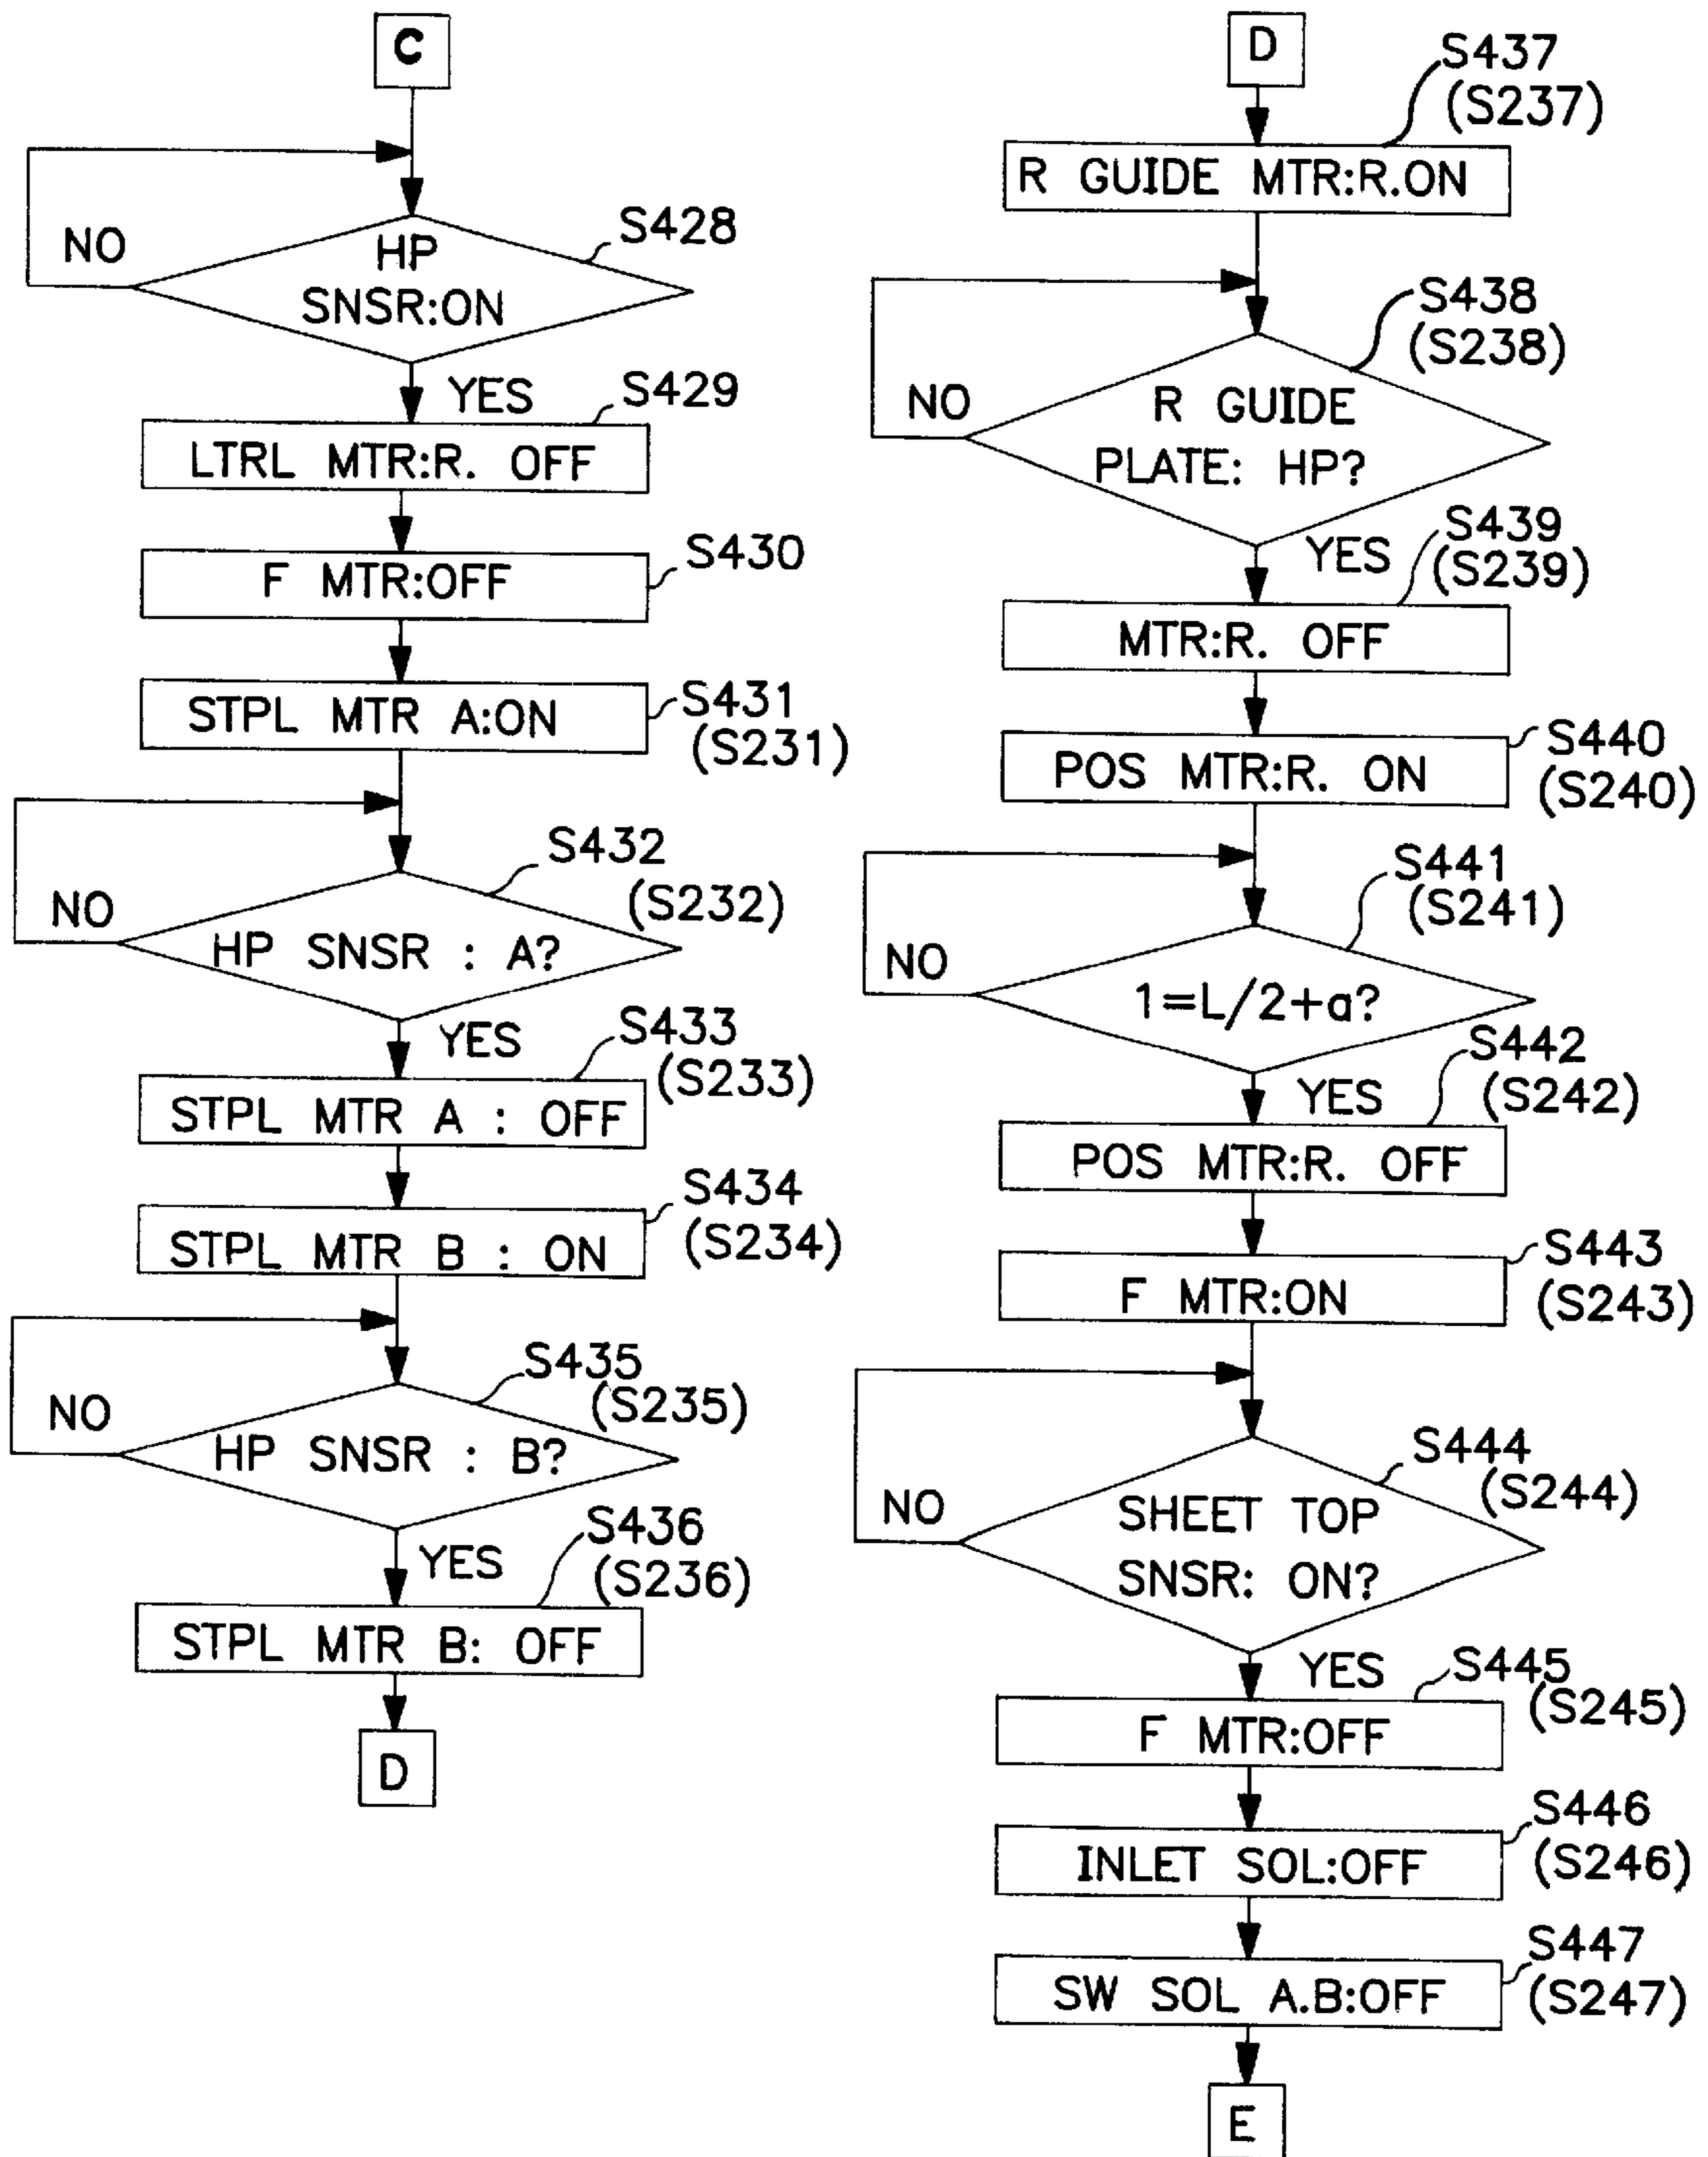 C
S428
NO
HP
SNSR:ON
YES
S429
LTRL MTR:R. OFF
S430
F MTR:OFF
S431
(S231)
STPL MTR A:ON
S432
(S232)
NO
HP SNSR : A?
YES
S433
(S233)
STPL MTR A : OFF
S434
(S234)
STPL MTR B : ON
S435
(S235)
NO
HP SNSR : B?
YES
S436
(S236)
STPL MTR B: OFF
D
D
S437
(S237)
R GUIDE MTR:R.ON
S438
(S238)
NO
R GUIDE
PLATE: HP?
YES
S439
(S239)
MTR:R. OFF
S440
(S240)
POS MTR:R. ON
S441
(S241)
NO
1=L/2+a?
YES
S442
(S242)
POS MTR:R. OFF
S443
(S243)
F MTR:ON
S444
(S244)
NO
SHEET TOP
SNSR: ON?
YES
S445
(S245)
F MTR:OFF
S446
(S246)
INLET SOL:OFF
S447
(S247)
SW SOL A.B:OFF
E